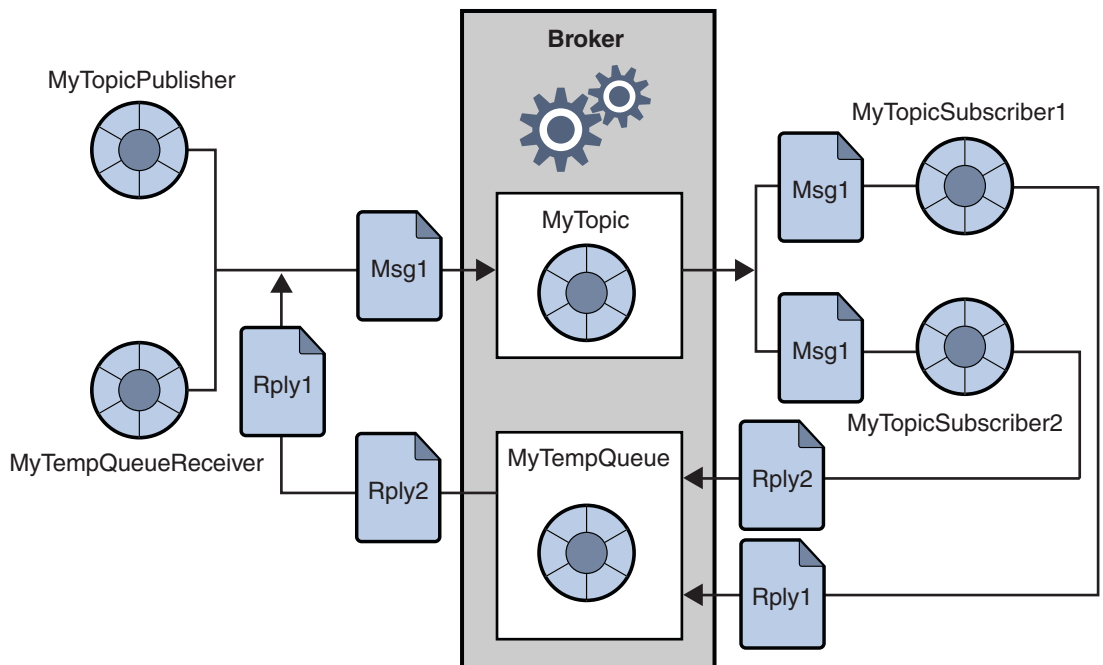 Broker
MyTopicPublisher
MyTopicSubscriber1
Msg1
MyTopic
Msg1
Msg1
Rply1
MyTopicSubscriber2
MyTempQueueReceiver
MyTempQueue
Rply2
Rply2
Rply1